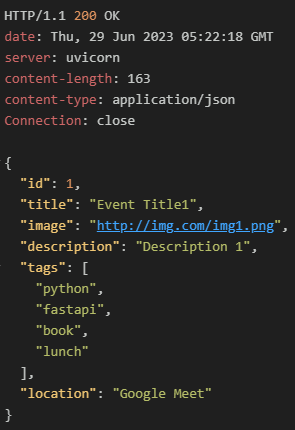 HTTP/1.1 200 OK
date: Thu, 29 Jun 2023 05:22:18 GMT
server: uvicorn
content-length: 163
content-type: application/json
Connection: close

{
  "id": 1,
  "title": "Event Title1",
  "image": "http://img.com/img1.png",
  "description": "Description 1",
  "tags": [
    "python",
    "fastapi",
    "book",
    "lunch"
  ],
  "location": "Google Meet"
}